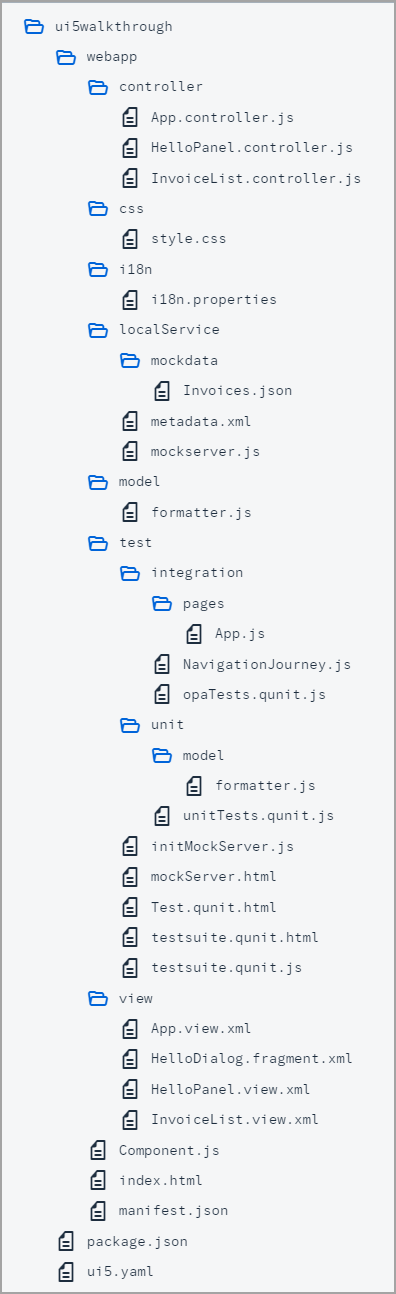 ui5walkthrough
webapp
controller
App.controller.js
HelloPanel.controller.js
InvoiceList.controller.js
css
style.css
i18n
i18n.properties
localService
mockdata
Invoices.json
metadata.xml
mockserver.js
model
formatter.js
test
integration
pages
App.js
NavigationJourney.js
opaTests.qunit.js
unit
model
formatter.js
unitTests.qunit.js
initMockServer.js
mockServer.html
Test.qunit.html
testsuite.qunit.html
testsuite.qunit.js
view
App.view.xml
HelloDialog.fragment.xml
HelloPanel.view.xml
InvoiceList.view.xml
Component.js
index.html
manifest.json
package.json
ui5.yaml